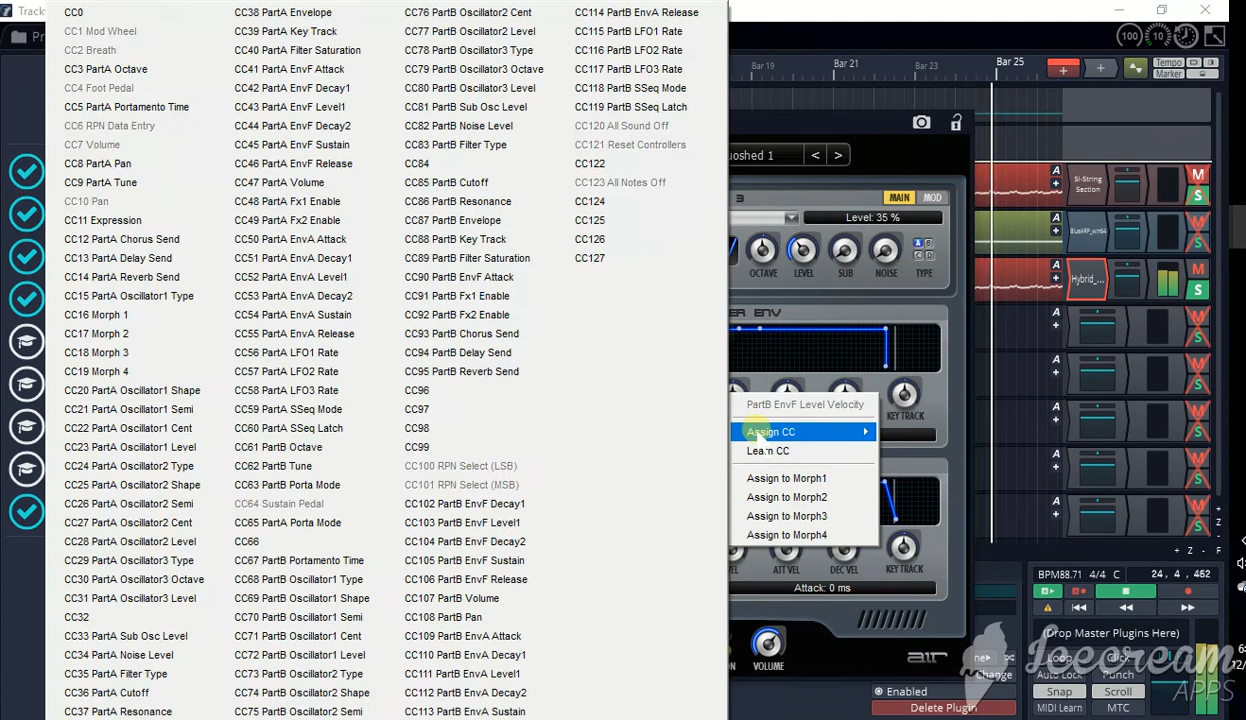 Track
Pr
CC0
CC1 Mod Wheel
CC2 Breath
CC3 PartA Octave
CC4 Foot Pedal
CC5 PartA Portamento Time
CC6 RPN Data Entry
CC7 Volume
CC8 PartA Pan
CC9 PartA Tune
CC10 Pan
CC11 Expression
CC12 PartA Chorus Send
CC13 PartA Delay Send
CC14 PartA Reverb Send
CC15 PartA Oscillator1 Type
CC16 Morph 1
CC17 Morph 2
CC18 Morph 3
CC19 Morph 4
CC20 PartA Oscillator1 Shape
CC21 PartA Oscillator1 Semi
CC22 PartA Oscillator1 Cent
CC23 PartA Oscillator1 Level
CC24 PartA Oscillator2 Type
CC25 PartA Oscillator2 Shape
CC26 PartA Oscillator2 Semi
CC27 PartA Oscillator2 Cent
CC28 PartA Oscillator2 Level
CC29 PartA Oscillator3 Type
CC30 PartA Oscillator3 Octave
CC31 PartA Oscillator3 Level
CC32
CC33 PartA Sub Osc Level
CC34 PartA Noise Level
CC35 PartA Filter Type
CC36 PartA Cutoff
CC37 PartA Resonance
CC38 PartA Envelope
CC39 PartA Key Track
CC40 PartA Filter Saturation
CC41 PartA EnvF Attack
CC42 PartA EnvF Decay1
CC43 PartA EnvF Level1
CC44 PartA EnvF Decay2
CC45 PartA EnvF Sustain
CC46 PartA EnvF Release
CC47 PartA Volume
CC48 PartA Fx1 Enable
CC49 PartA Fx2 Enable
CC50 PartA EnvA Attack
CC51 PartA EnvA Decay1
CC52 PartA EnvA Level1
CC53 PartA EnvA Decay2
CC54 PartA EnvA Sustain
CC55 PartA EnvA Release
CC56 PartA LFO1 Rate
CC57 PartA LFO2 Rate
CC58 PartA LFO3 Rate
CC59 PartA SSeq Mode
CC60 PartA SSeq Latch
CC61 PartB Octave
CC62 PartB Tune
CC63 PartB Porta Mode
CC64 Sustain Pedal
CC65 PartA Porta Mode
CC66
CC67 PartB Portamento Time
CC68 PartB Oscillator1 Type
CC69 PartB Oscillator1 Shape
CC70 PartB Oscillator1 Semi
CC71 PartB Oscillator1 Cent
CC72 PartB Oscillator1 Level
CC73 PartB Oscillator2 Type
CC74 PartB Oscillator2 Shape
CC75 PartB Oscillator2 Semi
CC76 PartB Oscillator2 Cent
CC77 PartB Oscillator2 Level
CC78 PartB Oscillator3 Type
CC79 PartB Oscillator3 Octave
CC80 PartB Oscillator3 Level
CC81 PartB Sub Osc Level
CC82 PartB Noise Level
CC83 PartB Filter Type
CC84
CC85 PartB Cutoff
CC86 PartB Resonance
CC87 PartB Envelope
CC88 PartB Key Track
CC89 PartB Filter Saturation
CC90 PartB EnvF Attack
CC91 PartB Fx1 Enable
CC92 PartB Fx2 Enable
CC93 PartB Chorus Send
CC94 PartB Delay Send
CC95 PartB Reverb Send
CC96
CC97
CC98
CC99
CC100 RPN Select (LSB)
CC101 RPN Select (MSB)
CC102 PartB EnvF Decay1
CC103 PartB EnvF Level1
CC104 PartB EnvF Decay2
CC105 PartB EnvF Sustain
CC106 PartB EnvF Release
CC107 PartB Volume
CC108 PartB Pan
CC109 PartB EnvA Attack
CC110 PartB EnvA Decay1
CC111 PartB EnvA Level1
CC112 PartB EnvA Decay2
CC113 PartB EnvA Sustain
CC114 PartB EnvA Release
CC115 PartB LFO1 Rate
CC116 PartB LFO2 Rate
CC117 PartB LFO3 Rate
CC118 PartB SSeq Mode
CC119 PartB SSeq Latch
CC120 All Sound Off
CC121 Reset Controllers
CC122
CC123 All Notes Off
CC124
CC125
CC126
CC127
100
10
Bar 19
Bar 21
Bar 23
Bar 25
Tempo
Marker
uoshed 1
< >
3
MAIN MOD
Level: 35 %
OCTAVE LEVEL SUB NOISE TYPE
A B
C D
ER ENV
KEY TRACK
PartB EnvF Level Velocity
Assign CC
Learn CC
Assign to Morph1
Assign to Morph2
Assign to Morph3
Assign to Morph4
VEL ATT VEL DEC VEL KEY TRACK
Attack: 0 ms
VOLUME
air
SI-String
Section
M
S
BlueARP_win64
Hybrid_...
M
S
+ Z - F
BPM88.71 4/4 C
24, 4, 462
(Drop Master Plugins Here)
Loop
Click
Auto Lock
Punch
Snap
Scroll
MIDI Learn
MTC
ne>
Change
Enabled
Delete Plugin
Icecream
APPS